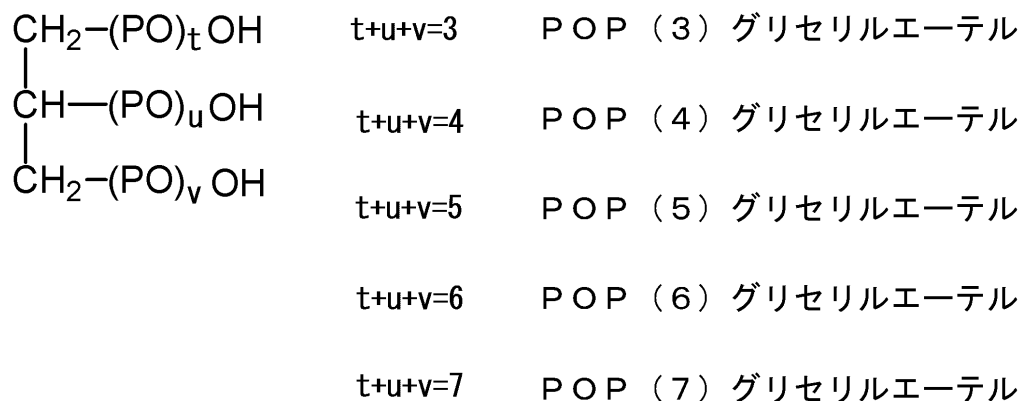 CH2-(PO)tOH t+u+v=3 POP（3）グリセリルエーテル
CH-(PO)uOH t+u+v=4 POP（4）グリセリルエーテル
CH2-(PO)vOH
t+u+v=5 POP（5）グリセリルエーテル
t+u+v=6 POP（6）グリセリルエーテル
t+u+v=7 POP（7）グリセリルエーテル